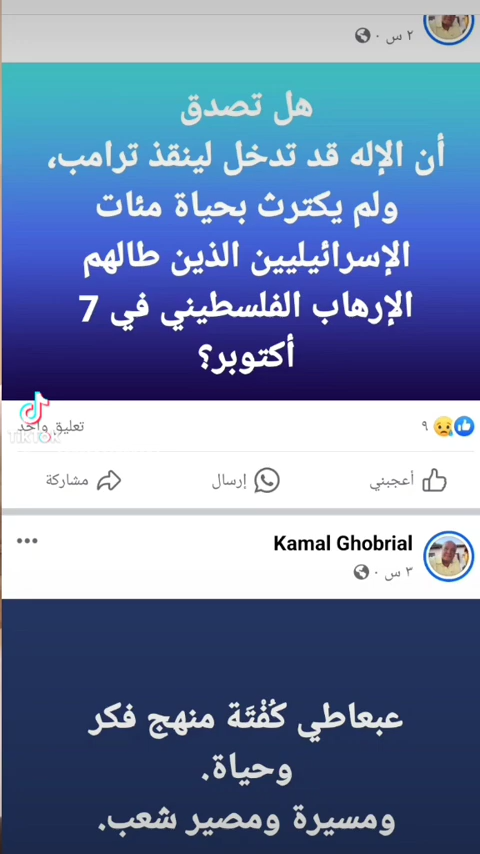 ٢ س ·
هل تصدق
أن الإله قد تدخل لينقذ ترامب،
ولم يكترث بحياة مئات
الإسرائيليين الذين طالهم
الإرهاب الفلسطيني في 7
أكتوبر؟
TikTok
٩
تعليق واحد
أعجبني
إرسال
مشاركة
Kamal Ghobrial
٣ س ·
عبعاطي كُفْتَة منهج فكر
وحياة.
ومسيرة ومصير شعب.